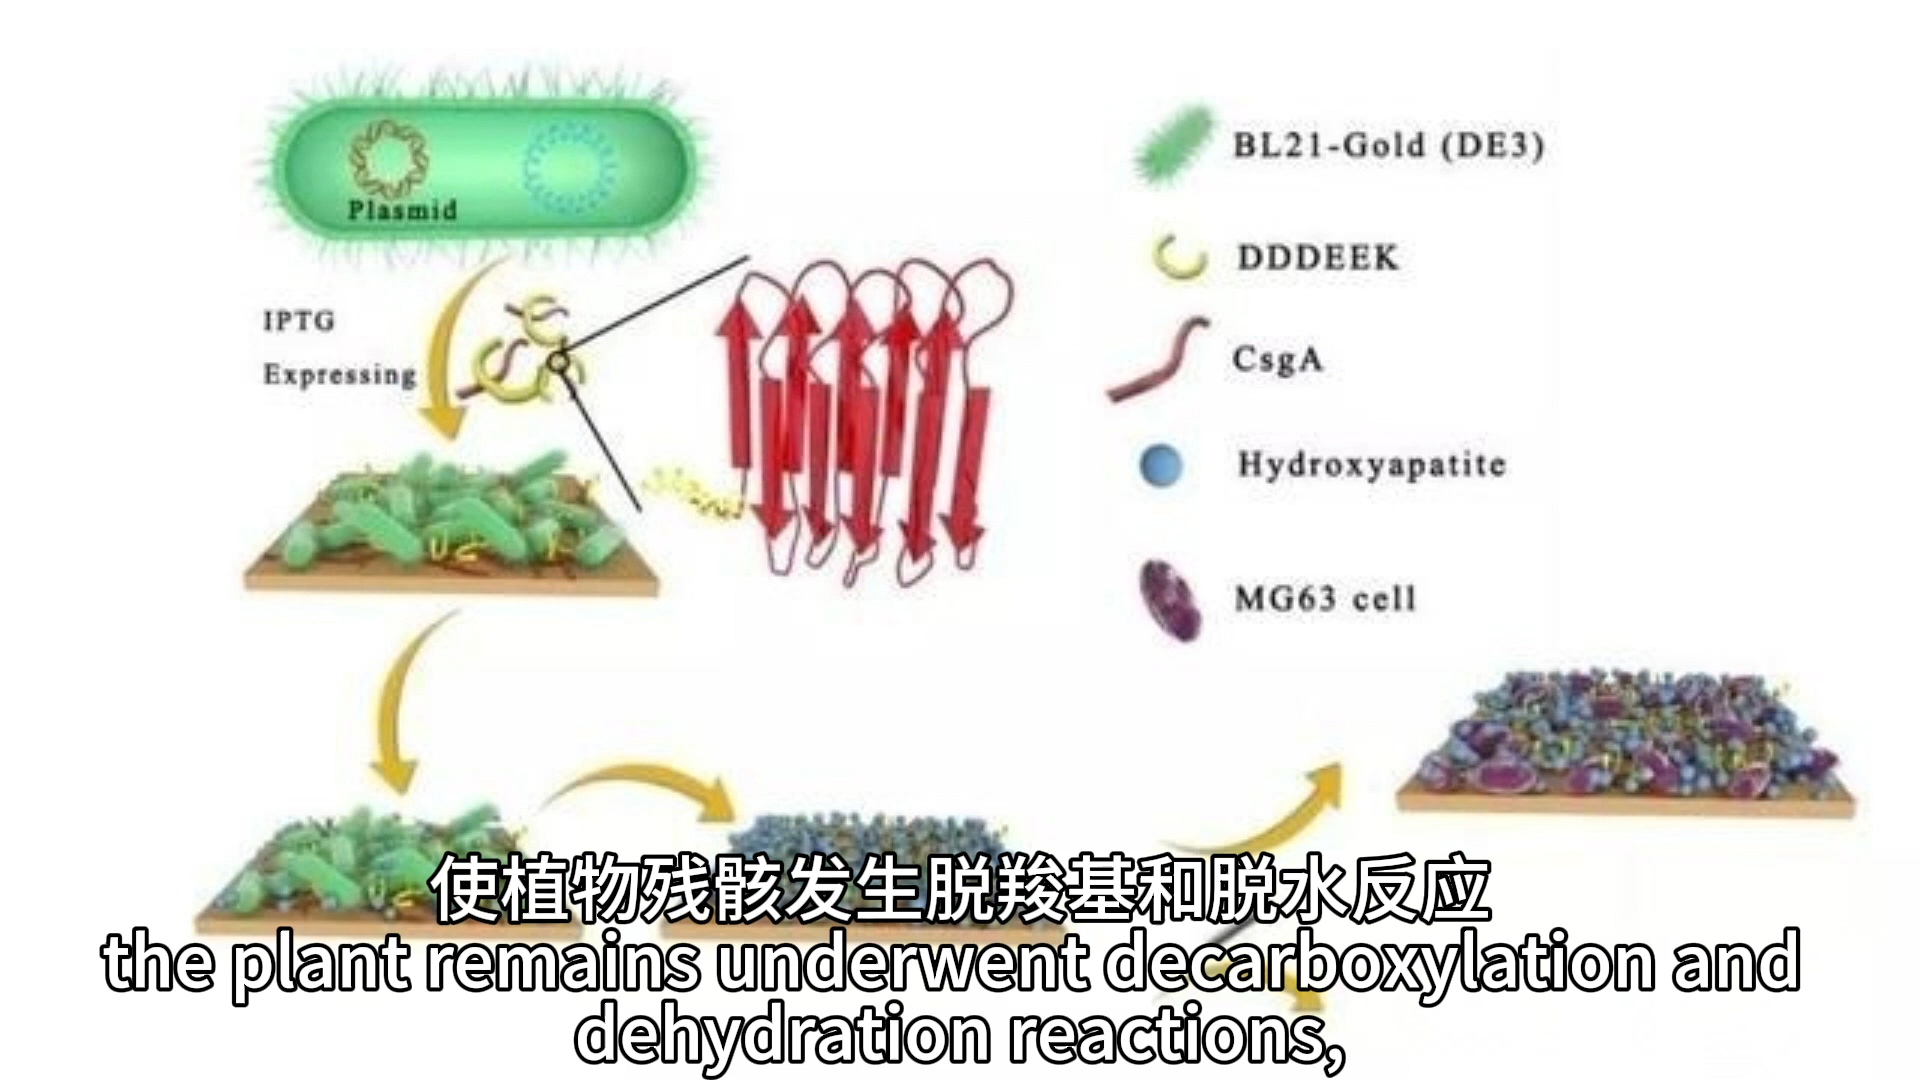 Plasmid
IPTG
Expressing
BL21-Gold (DE3)
DDDEEK
CsgA
Hydroxyapatite
MG63 cell
使植物残骸发生脱羧基和脱水反应
the plant remains underwent decarboxylation and
dehydration reactions,